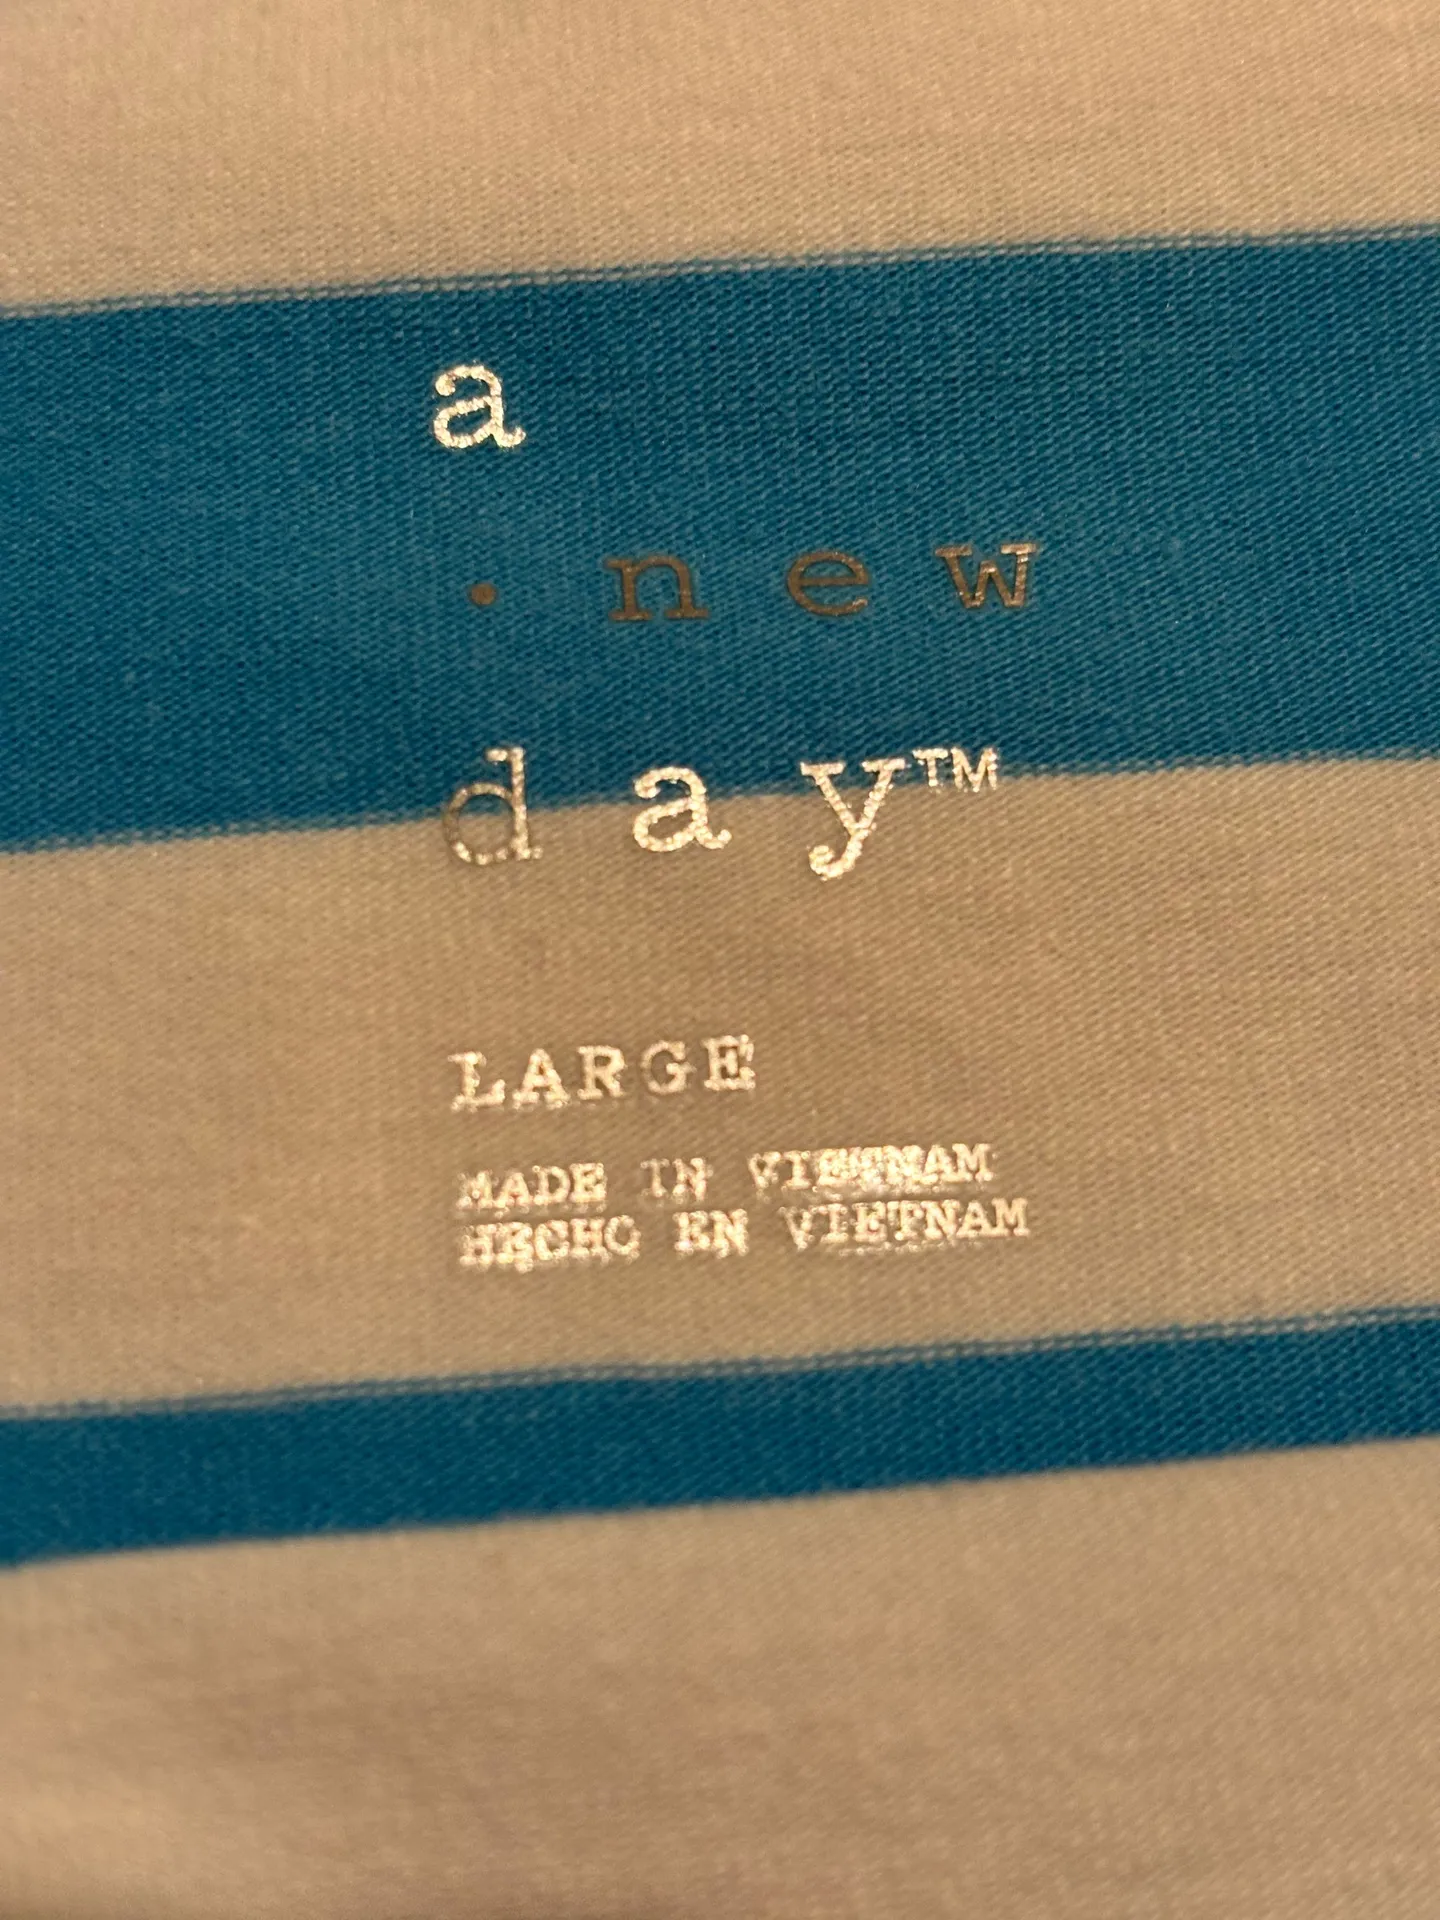 a
· new
day™
LARGE
MADE IN VIETNAM
HECHO EN VIETNAM